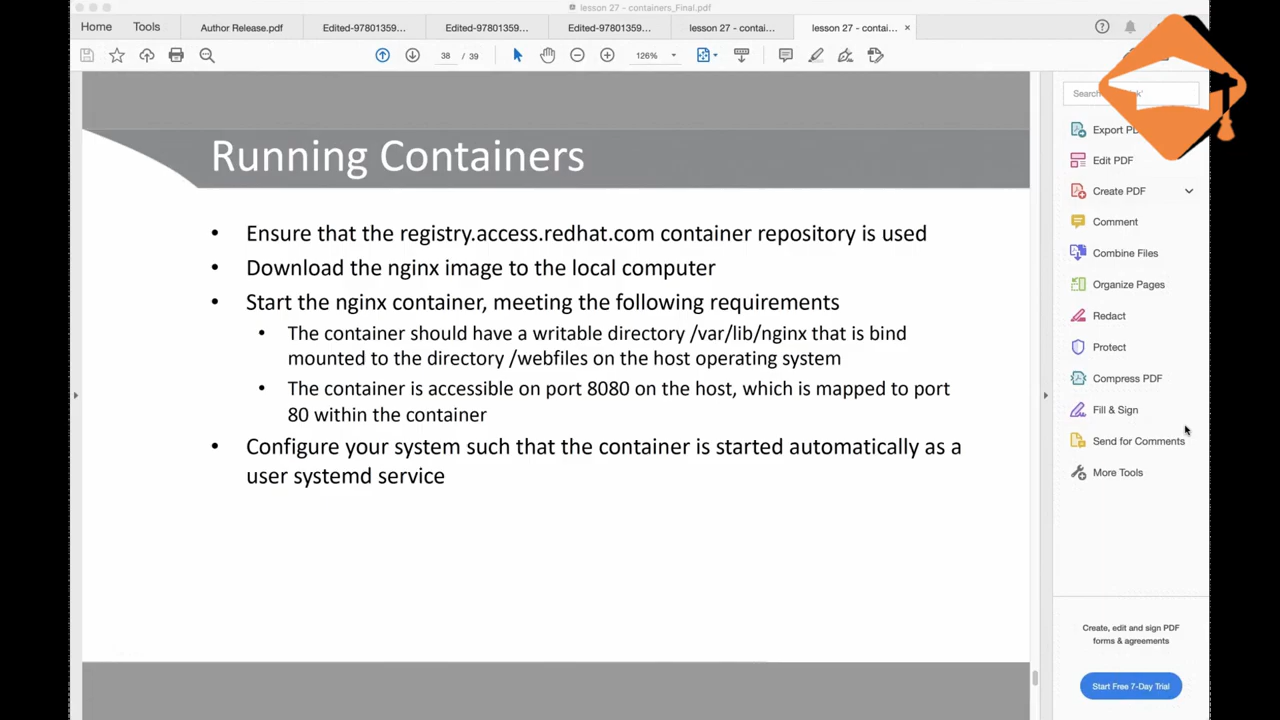 lesson 27 - containers_Final.pdf
Home Tools Author Release.pdf Edited-97801359... Edited-97801359... Edited-97801359... lesson 27 - contai... lesson 27 - contai... ×
38 / 39 126%
Running Containers
• Ensure that the registry.access.redhat.com container repository is used
• Download the nginx image to the local computer
• Start the nginx container, meeting the following requirements
• The container should have a writable directory /var/lib/nginx that is bind
mounted to the directory /webfiles on the host operating system
• The container is accessible on port 8080 on the host, which is mapped to port
80 within the container
• Configure your system such that the container is started automatically as a
user systemd service
Search
Export PD
Edit PDF
Create PDF
Comment
Combine Files
Organize Pages
Redact
Protect
Compress PDF
Fill & Sign
Send for Comments
More Tools
Create, edit and sign PDF
forms & agreements
Start Free 7-Day Trial